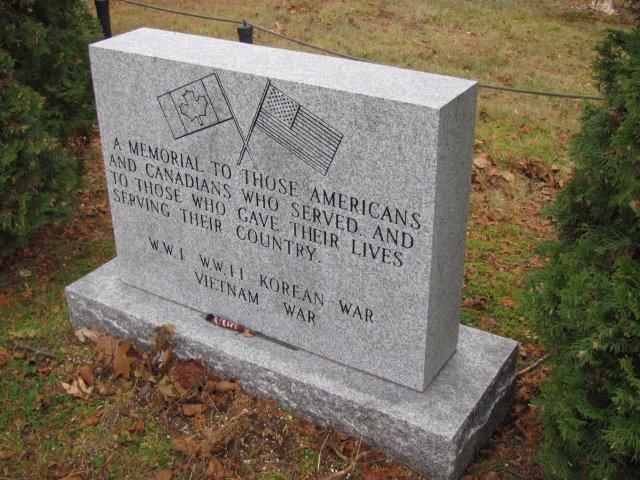 A MEMORIAL TO THOSE AMERICANS
AND CANADIANS WHO SERVED AND
TO THOSE WHO GAVE THEIR LIVES
SERVING THEIR COUNTRY
W.W.I WW.II KOREAN WAR
VIETNAM WAR